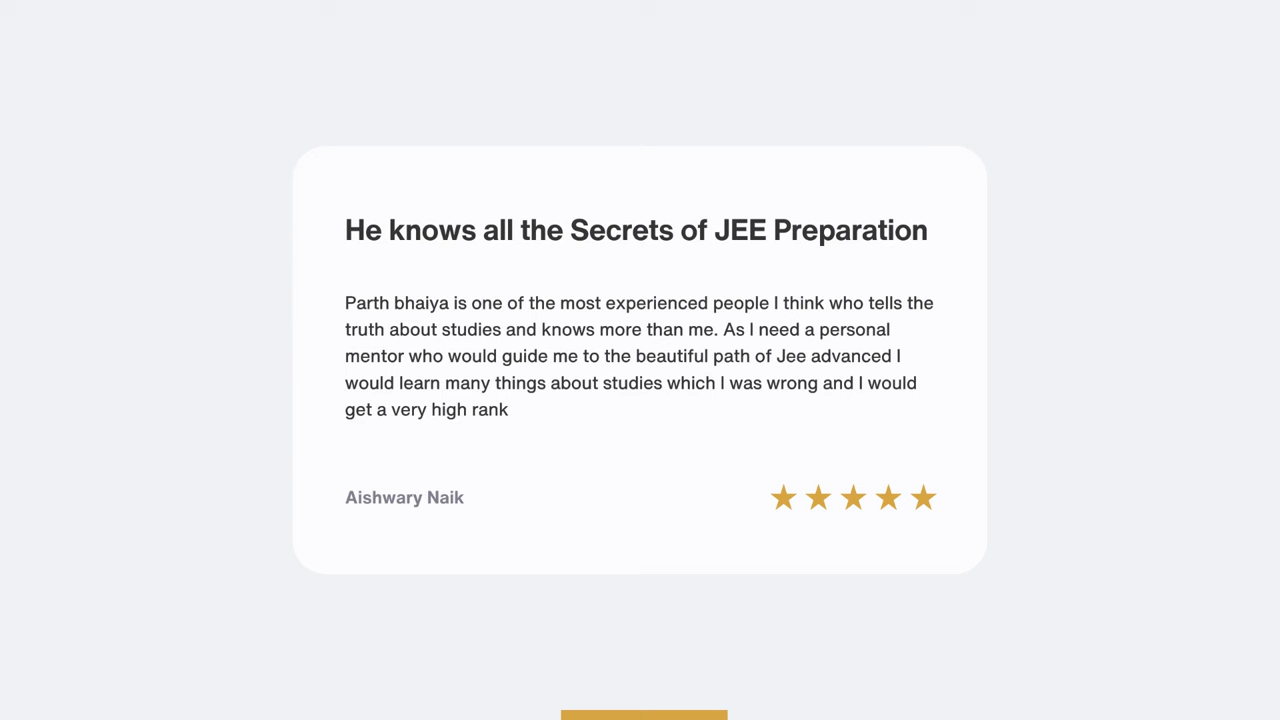 He knows all the Secrets of JEE Preparation
Parth bhaiya is one of the most experienced people I think who tells the
truth about studies and knows more than me. As I need a personal
mentor who would guide me to the beautiful path of Jee advanced I
would learn many things about studies which I was wrong and I would
get a very high rank
Aishwary Naik